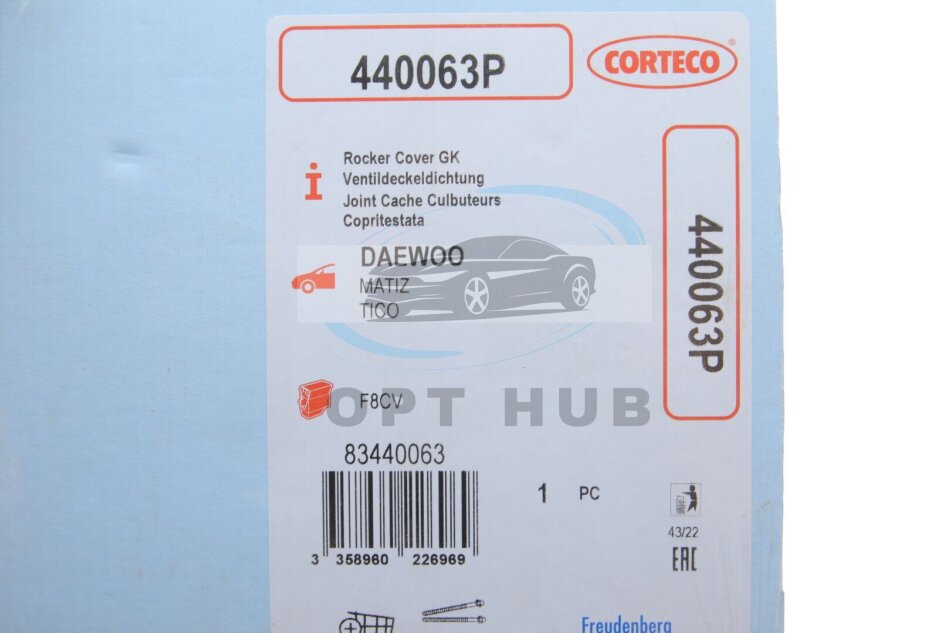 440063P
CORTECO®
Rocker Cover GK
Ventildeckeldichtung
Joint Cache Culbuteurs
Copritestata
440063P
DAEWOO
MATIZ
TICO
F8CV
OPT HUB
83440063
1 PC
3 358960 226969
43/22
EAC
Freudenberg